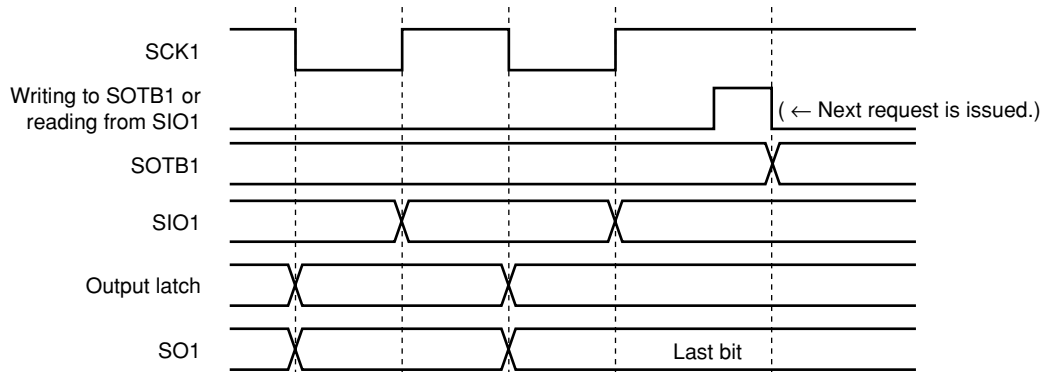 SCK1
Writing to SOTB1 or
reading from SIO1
( ← Next request is issued.)
SOTB1
SIO1
Output latch
SO1
Last bit